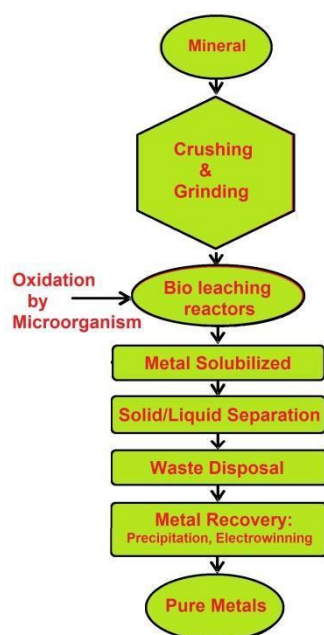 Mineral
Crushing
&
Grinding
Oxidation
by
Microorganism
Bio leaching
reactors
Metal Solubilized
Solid/Liquid Separation
Waste Disposal
Metal Recovery:
Precipitation, Electrowinning
Pure Metals